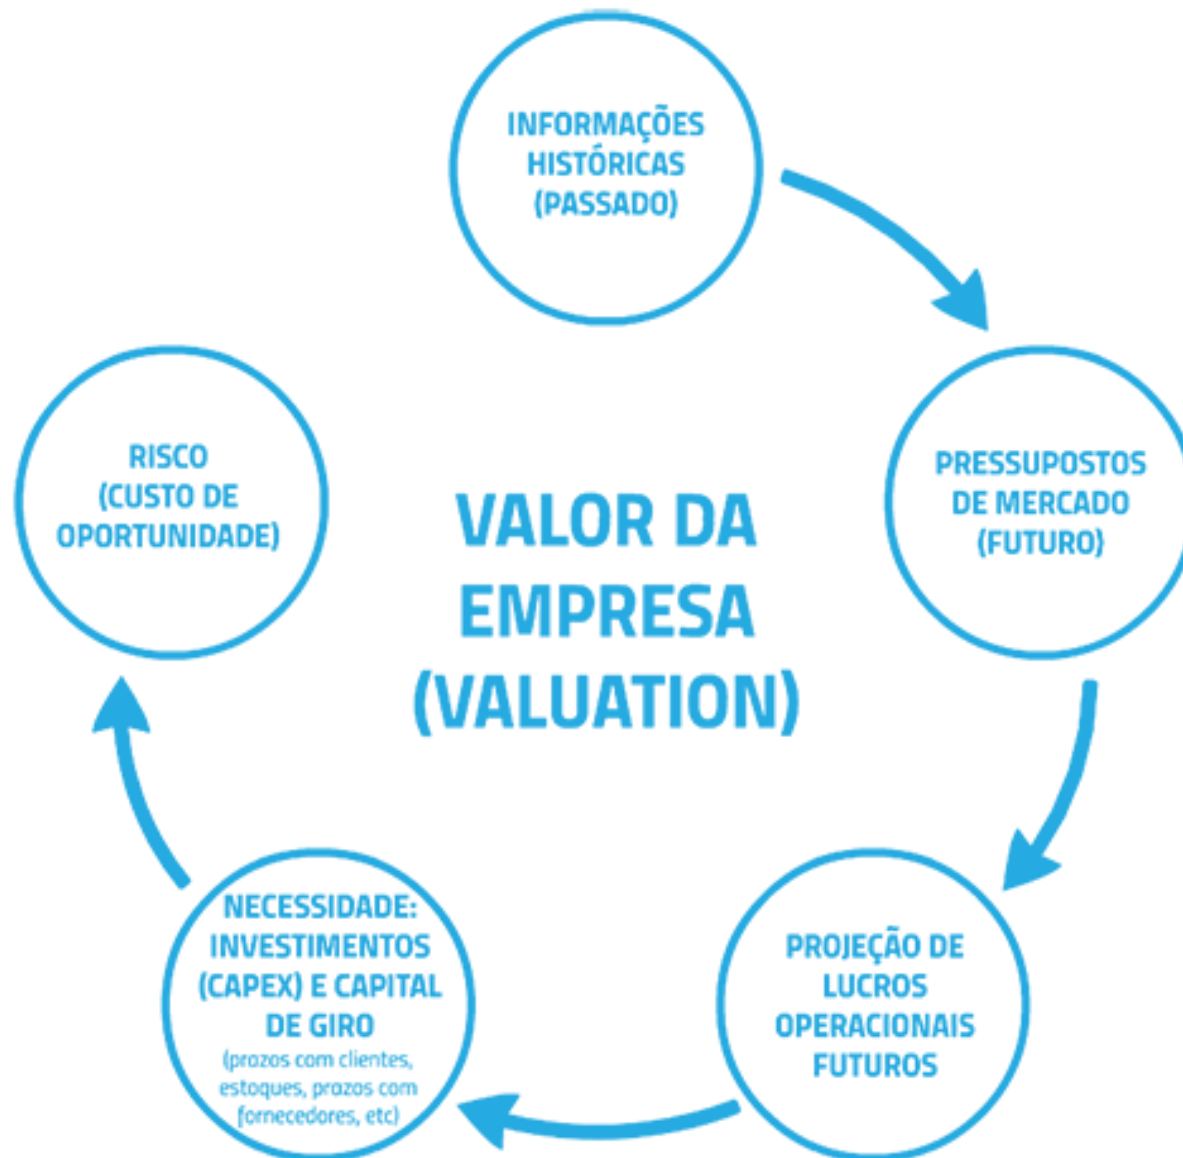 INFORMAÇÕES
HISTÓRICAS
(PASSADO)
PRESSUPOSTOS
DE MERCADO
(FUTURO)
PROJEÇÃO DE
LUCROS
OPERACIONAIS
FUTUROS
NECESSIDADE:
INVESTIMENTOS
(CAPEX) E CAPITAL
DE GIRO
(prazos com clientes,
estoques, prazos com
fornecedores, etc)
RISCO
(CUSTO DE
OPORTUNIDADE)
VALOR DA
EMPRESA
(VALUATION)